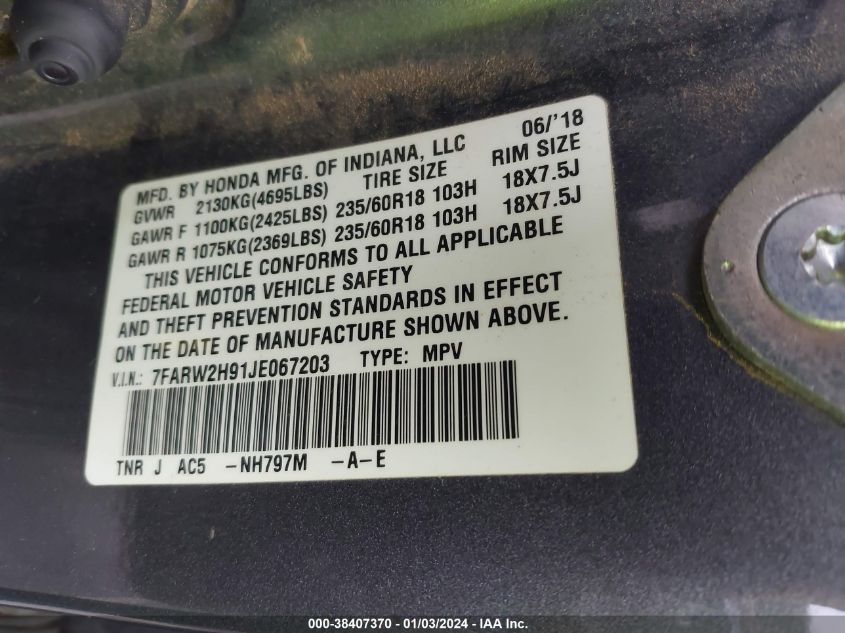 MFD. BY HONDA MFG. OF INDIANA, LLC 06/'18
GVWR 2130KG(4695LBS) TIRE SIZE RIM SIZE
GAWR F 1100KG(2425LBS) 235/60R18 103H 18X7.5J
GAWR R 1075KG(2369LBS) 235/60R18 103H 18X7.5J
THIS VEHICLE CONFORMS TO ALL APPLICABLE
FEDERAL MOTOR VEHICLE SAFETY
AND THEFT PREVENTION STANDARDS IN EFFECT
ON THE DATE OF MANUFACTURE SHOWN ABOVE.
V.I.N.: 7FARW2H91JE067203 TYPE: MPV
TNR J AC5 -NH797M -A-E
000-38407370 - 01/03/2024 - IAA Inc.